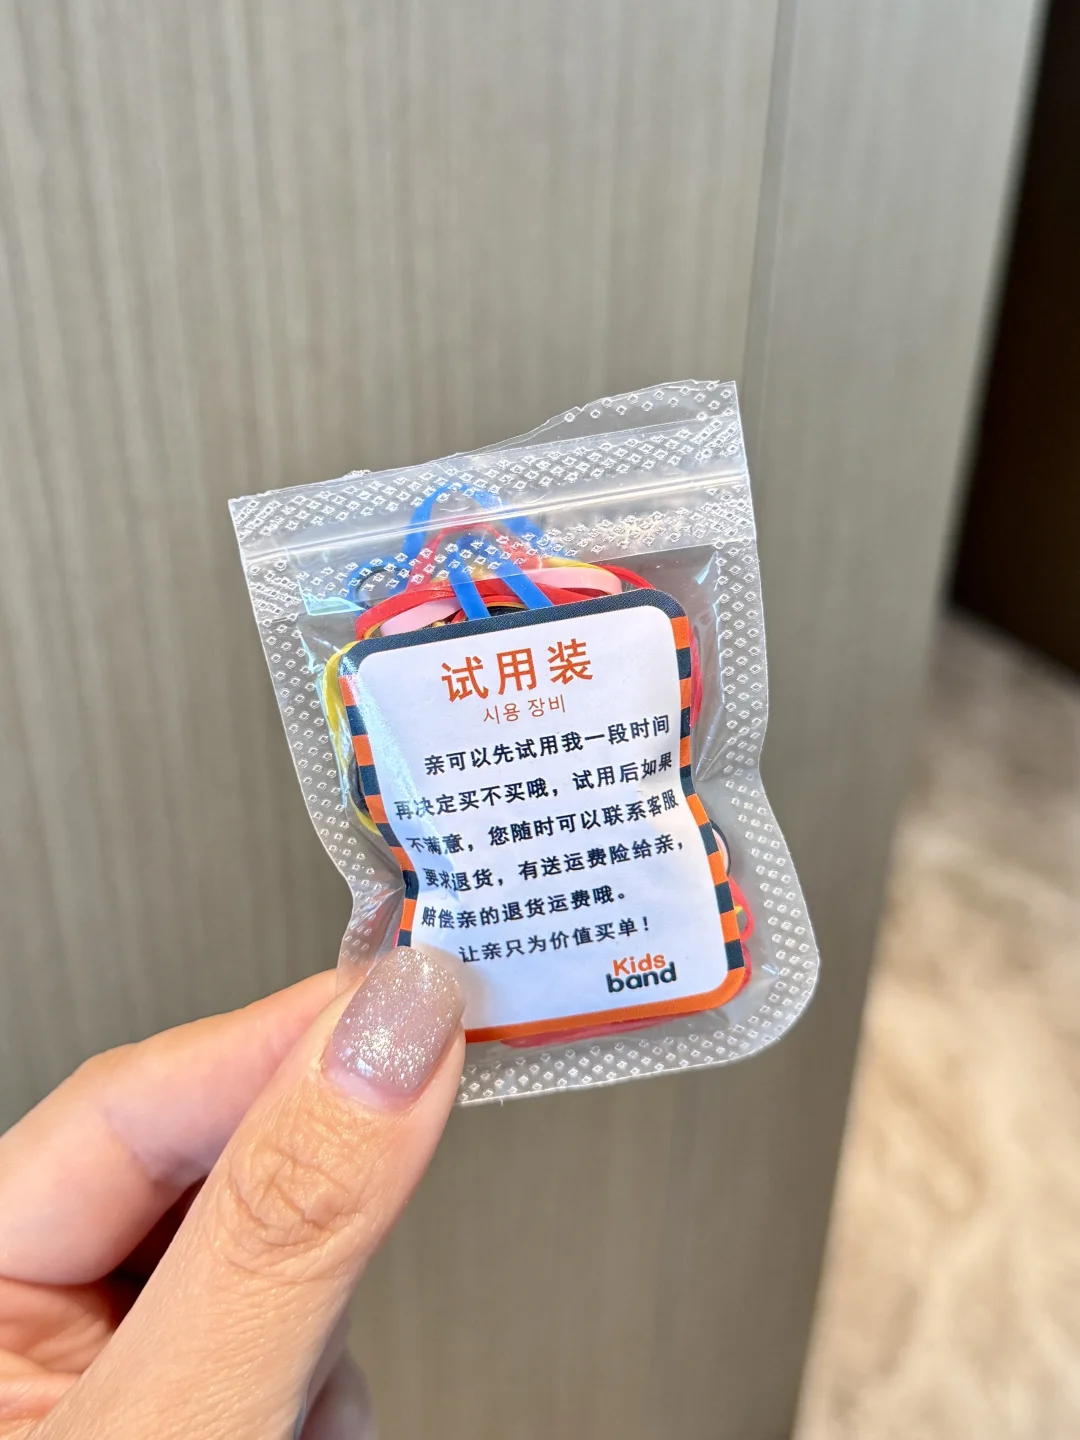 试用装
시용 장비
亲可以先试用我一段时间
再决定买不买哦，试用后如果
不满意，您随时可以联系客服
要求退货，有送运费险给亲，
赔偿亲的退货运费哦。
让亲只为价值买单！
Kids
band